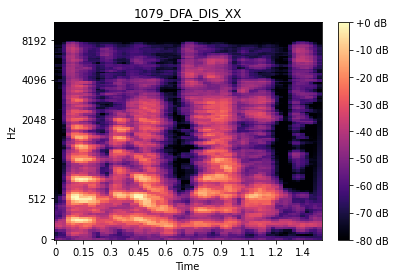 1079_DFA_DIS_XX
+0 dB
8192
-10 dB
4096
-20 dB
-30 dB
2048
Hz
-40 dB
1024
-50 dB
512
-60 dB
-70 dB
0
-80 dB
0 0.15 0.3 0.45 0.6 0.75 0.9 1 1.2 1.4
Time